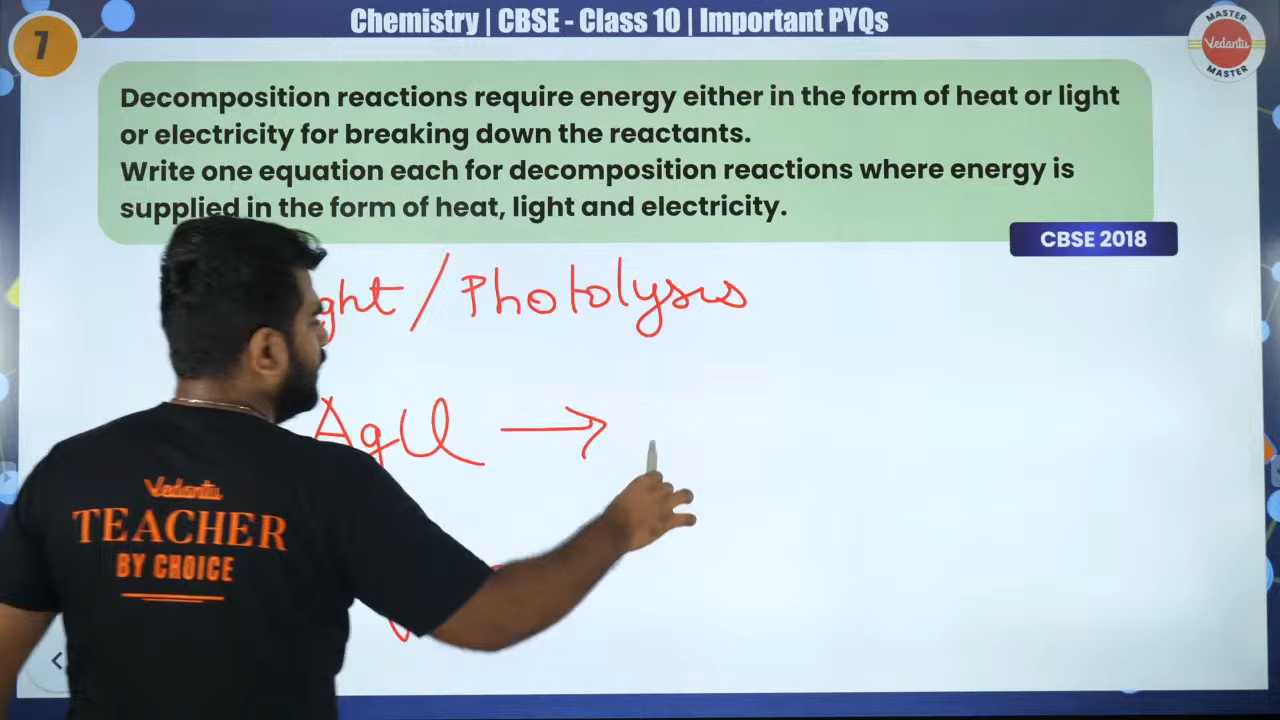 Chemistry | CBSE - Class 10 | Important PYQs
7
MASTER
Vedantu
MASTER
Decomposition reactions require energy either in the form of heat or light
or electricity for breaking down the reactants.
Write one equation each for decomposition reactions where energy is
supplied in the form of heat, light and electricity.
CBSE 2018
ght / Photolysis
AgCl →
Vedantu
TEACHER
BY CHOICE